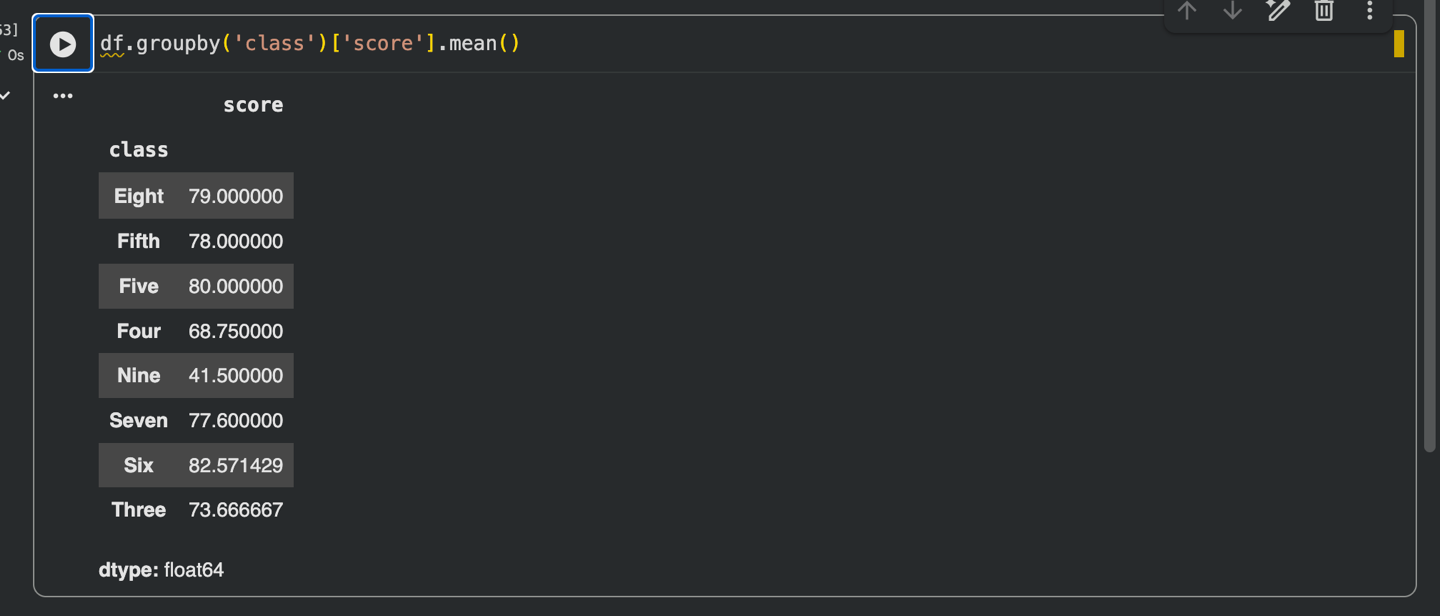 53]
0s
df.groupby('class')['score'].mean()
score
class
Eight 79.000000
Fifth 78.000000
Five 80.000000
Four 68.750000
Nine 41.500000
Seven 77.600000
Six 82.571429
Three 73.666667
dtype: float64